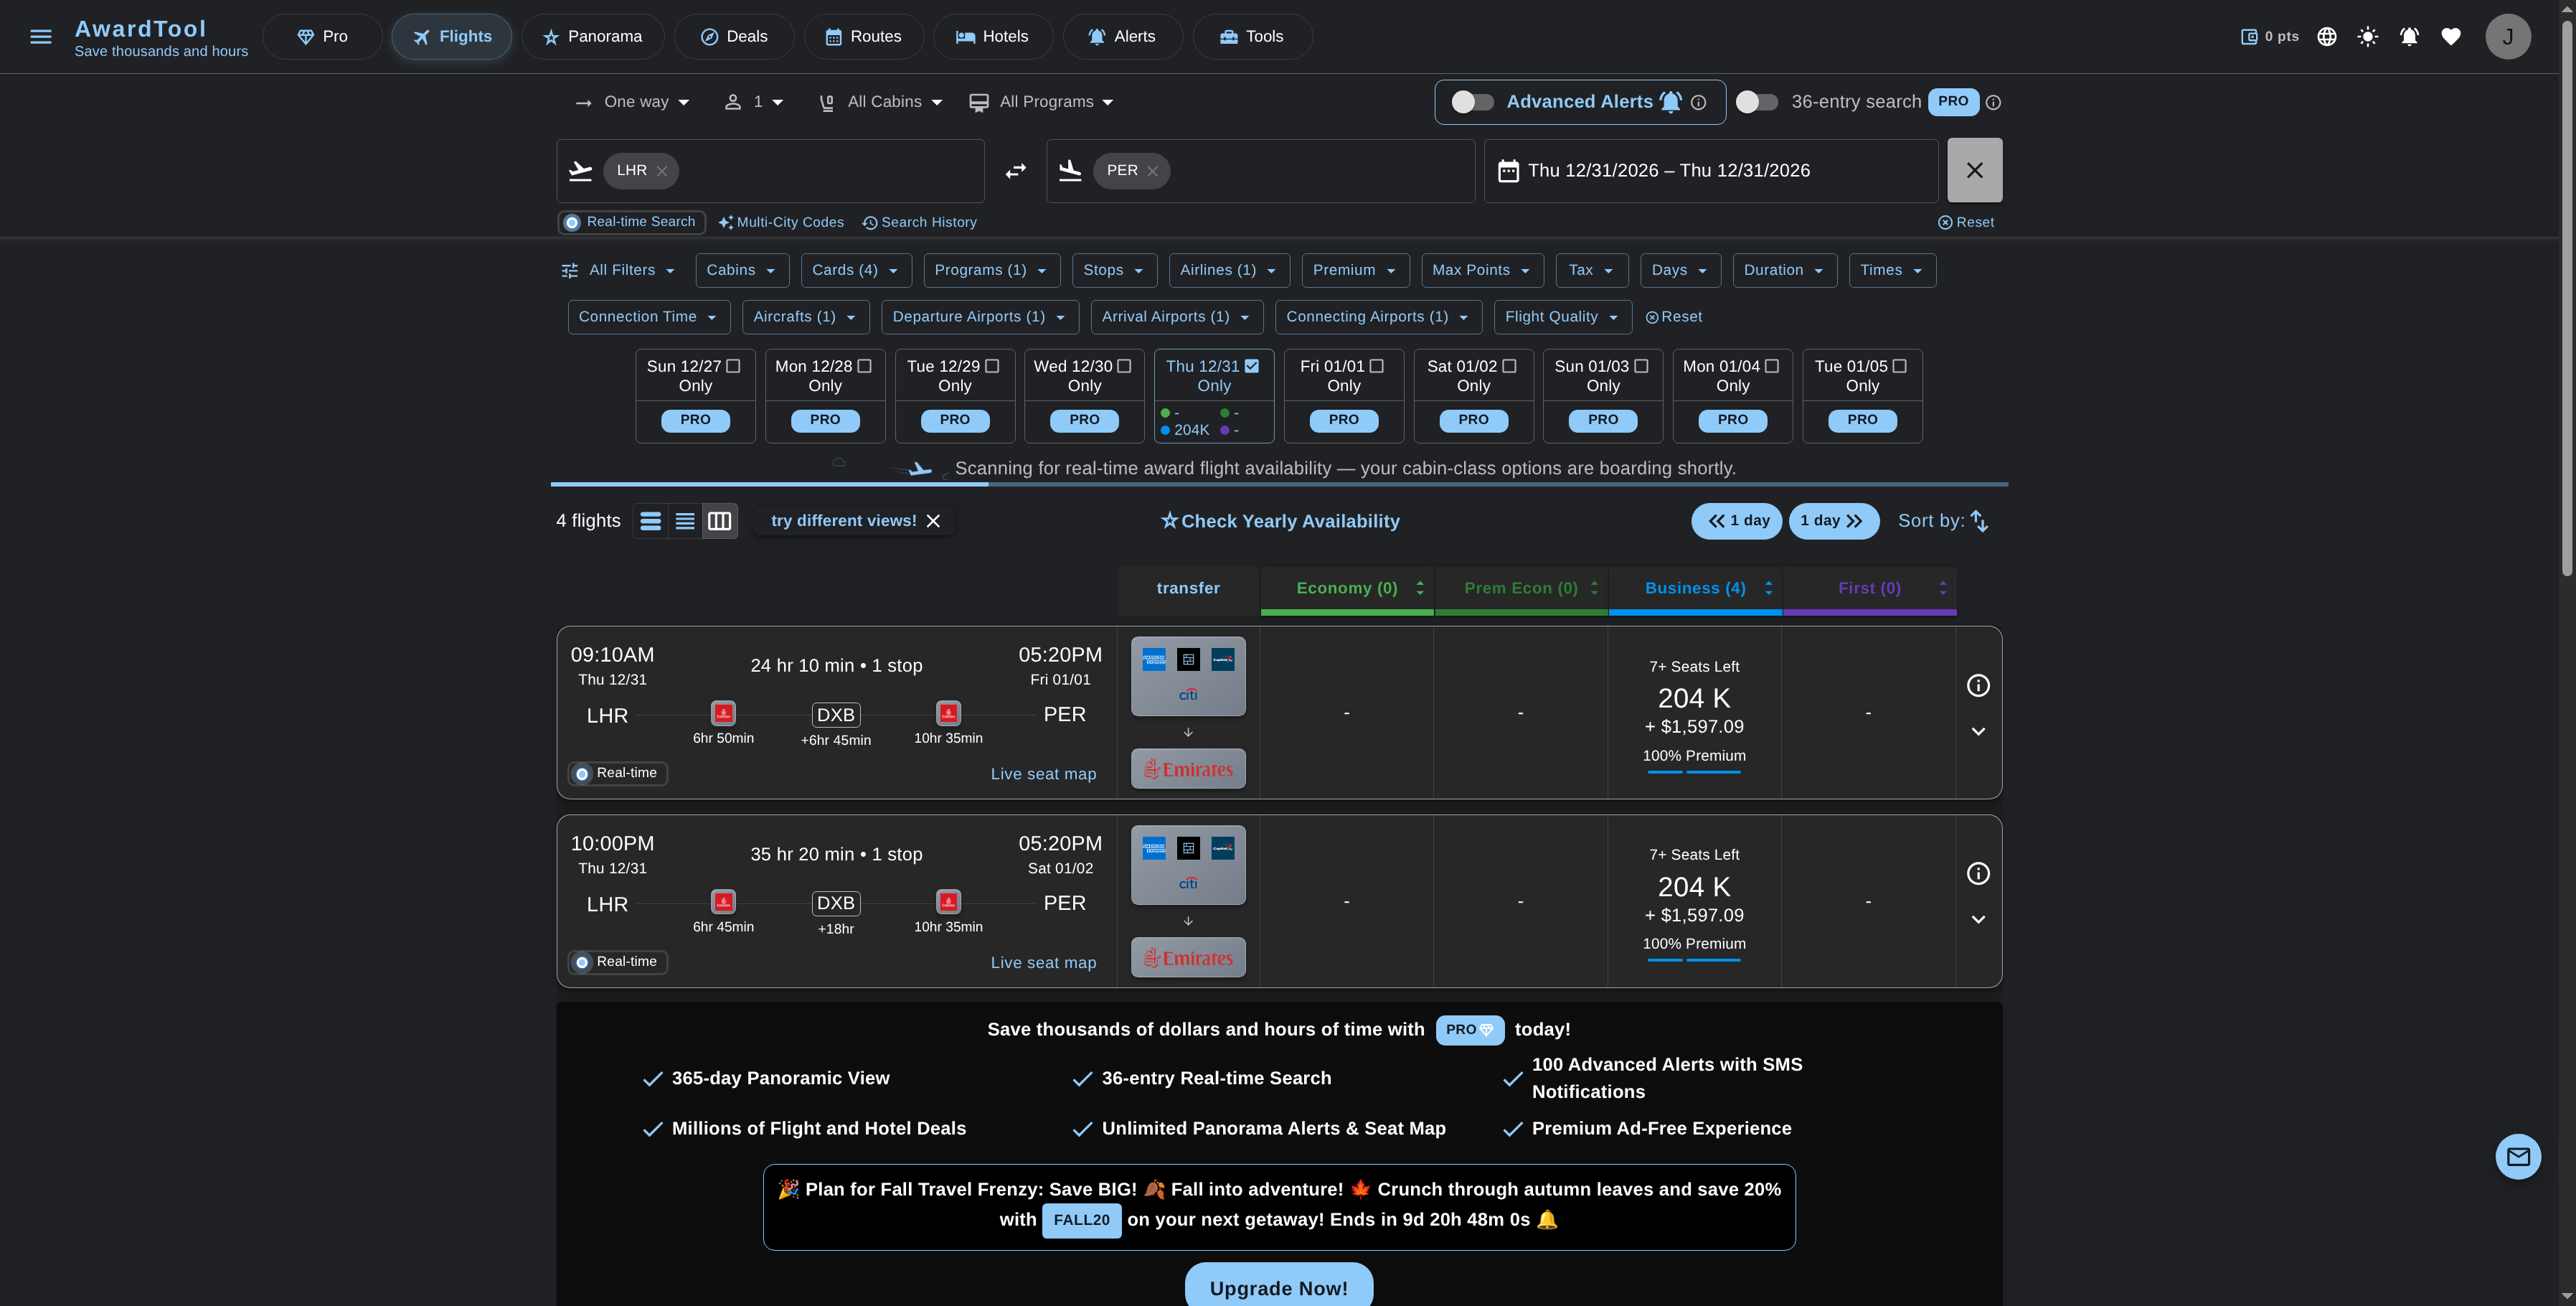 AwardTool
Save thousands and hours
Pro
Flights
Panorama
Deals
Routes
Hotels
Alerts
Tools
0 pts
J
One way
1
All Cabins
All Programs
Advanced Alerts
36-entry search PRO
LHR
PER
Thu 12/31/2026 – Thu 12/31/2026
Real-time Search
Multi-City Codes
Search History
Reset
All Filters
Cabins
Cards (4)
Programs (1)
Stops
Airlines (1)
Premium
Max Points
Tax
Days
Duration
Times
Connection Time
Aircrafts (1)
Departure Airports (1)
Arrival Airports (1)
Connecting Airports (1)
Flight Quality
Reset
Sun 12/27
Only
PRO
Mon 12/28
Only
PRO
Tue 12/29
Only
PRO
Wed 12/30
Only
PRO
Thu 12/31
Only
- -
204K -
Fri 01/01
Only
PRO
Sat 01/02
Only
PRO
Sun 01/03
Only
PRO
Mon 01/04
Only
PRO
Tue 01/05
Only
PRO
Scanning for real-time award flight availability — your cabin-class options are boarding shortly.
4 flights
try different views!
Check Yearly Availability
1 day
1 day
Sort by:
transfer
Economy (0)
Prem Econ (0)
Business (4)
First (0)
09:10AM
Thu 12/31
24 hr 10 min • 1 stop
05:20PM
Fri 01/01
LHR
6hr 50min
DXB
+6hr 45min
10hr 35min
PER
Real-time
Live seat map
citi
Emirates
-
-
7+ Seats Left
204 K
+ $1,597.09
100% Premium
-
10:00PM
Thu 12/31
35 hr 20 min • 1 stop
05:20PM
Sat 01/02
LHR
6hr 45min
DXB
+18hr
10hr 35min
PER
Real-time
Live seat map
citi
Emirates
-
-
7+ Seats Left
204 K
+ $1,597.09
100% Premium
-
Save thousands of dollars and hours of time with PRO today!
365-day Panoramic View
36-entry Real-time Search
100 Advanced Alerts with SMS
Notifications
Millions of Flight and Hotel Deals
Unlimited Panorama Alerts & Seat Map
Premium Ad-Free Experience
🎉 Plan for Fall Travel Frenzy: Save BIG! 🍂 Fall into adventure! 🍁 Crunch through autumn leaves and save 20%
with FALL20 on your next getaway! Ends in 9d 20h 48m 0s 🔔
Upgrade Now!